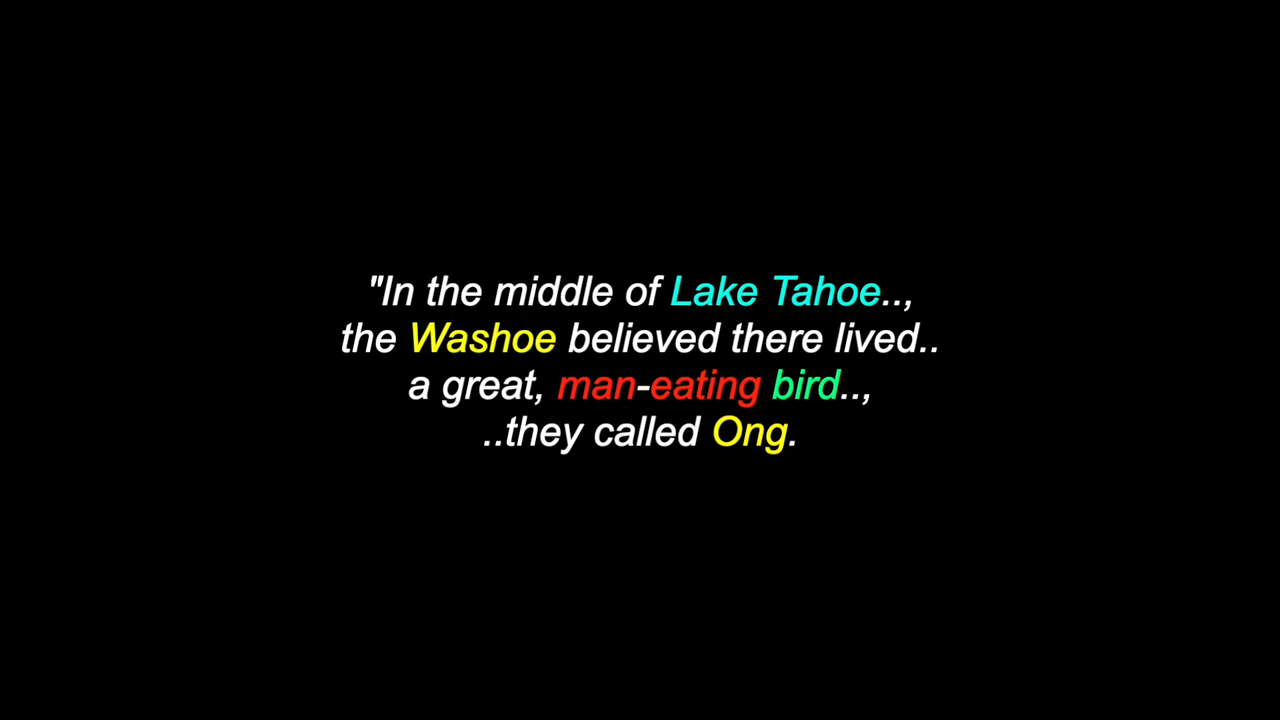 "In the middle of Lake Tahoe..,
the Washoe believed there lived..
a great, man-eating bird..,
..they called Ong.